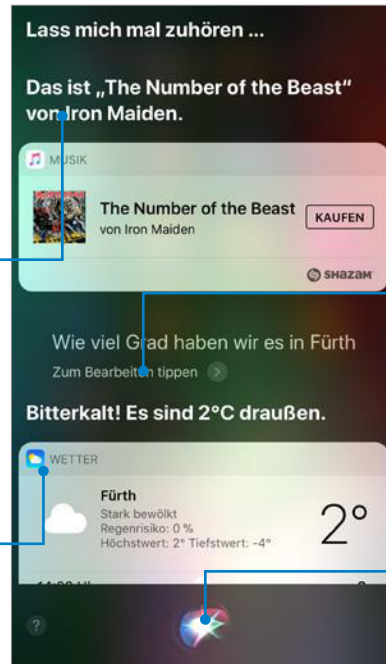 Lass mich mal zuhören ...
Das ist „The Number of the Beast“
von Iron Maiden.
MUSIK
The Number of the Beast
von Iron Maiden
KAUFEN
SHAZAM
Wie viel Grad haben wir es in Fürth
Zum Bearbeiten tippen
Bitterkalt! Es sind 2°C draußen.
WETTER
Fürth
Stark bewölkt
Regenrisiko: 0 %
Höchstwert: 2° Tiefstwert: -4°
2°
?